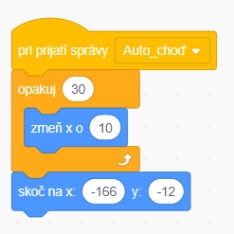 pri prijatí správy Auto_choď
opakuj 30
zmeň x o 10
skoč na x: -166 y: -12